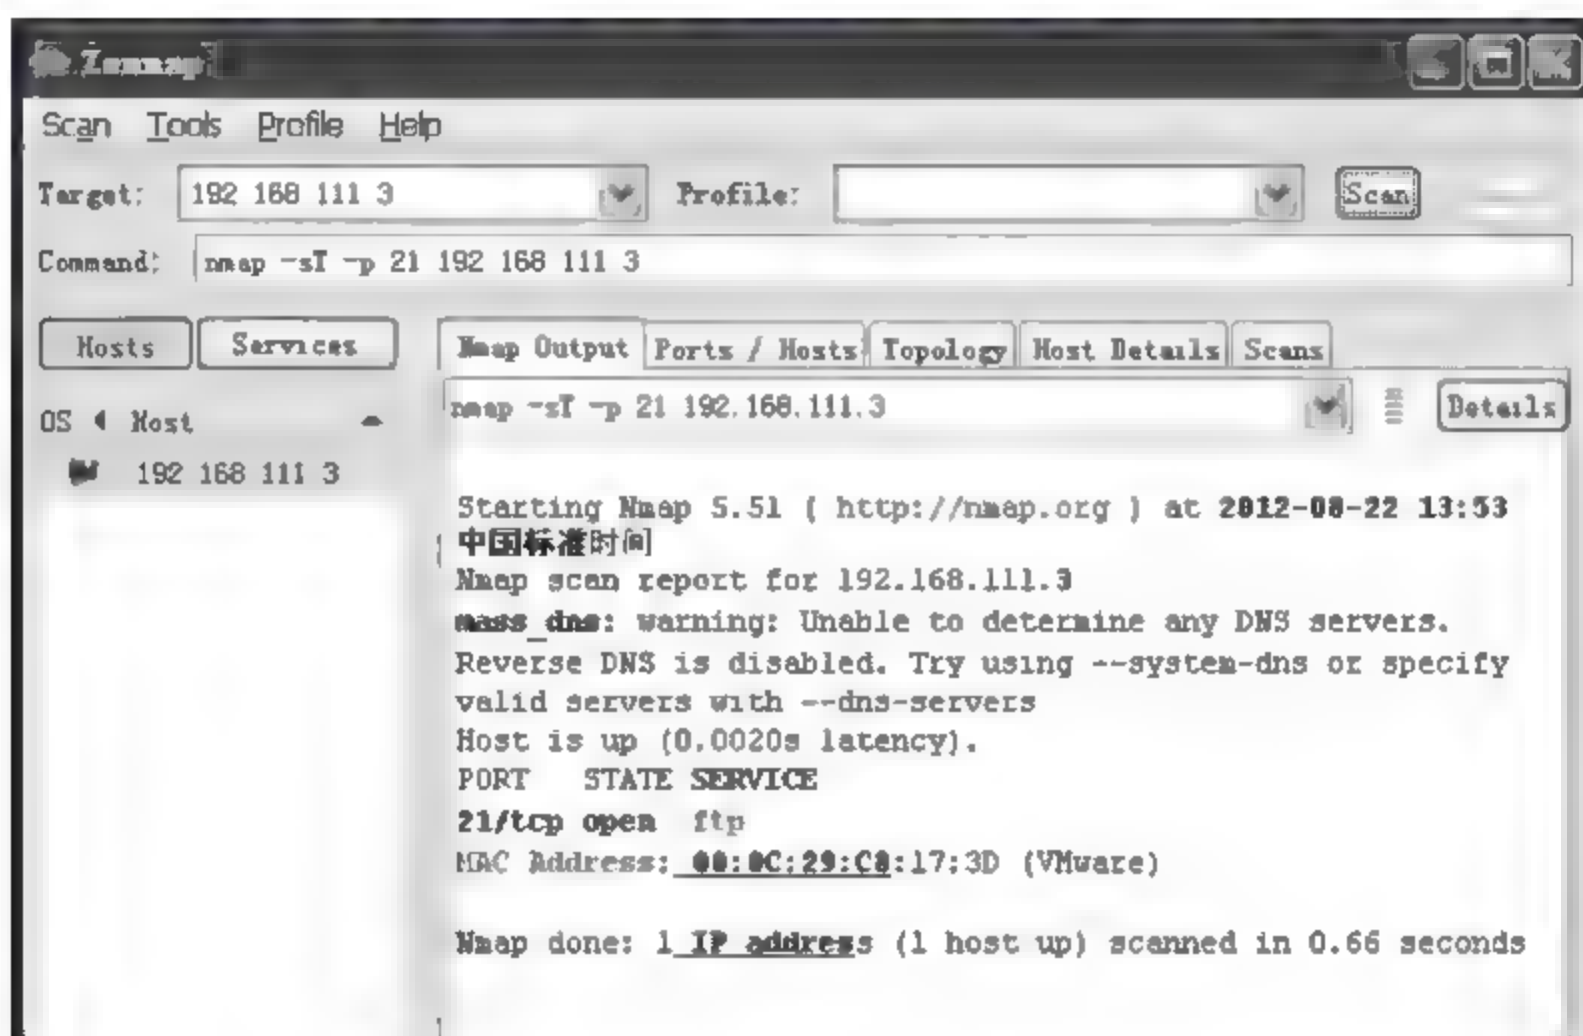 Zenmap
Scan Tools Profile Help
Target: 192 168 111 3 Profile: Scan
Command: nmap -sT -p 21 192 168 111 3
Hosts Services
Nmap Output Ports / Hosts Topology Host Details Scans
nmap -sT -p 21 192.168.111.3 Details
OS Host
192 168 111 3
Starting Nmap 5.51 ( http://nmap.org ) at 2012-08-22 13:53
中国标准时间
Nmap scan report for 192.168.111.3
mass_dns: warning: Unable to determine any DNS servers.
Reverse DNS is disabled. Try using --system-dns or specify
valid servers with --dns-servers
Host is up (0.0020s latency).
PORT STATE SERVICE
21/tcp open ftp
MAC Address: 00:0C:29:C8:17:3D (VMware)
Nmap done: 1 IP address (1 host up) scanned in 0.66 seconds